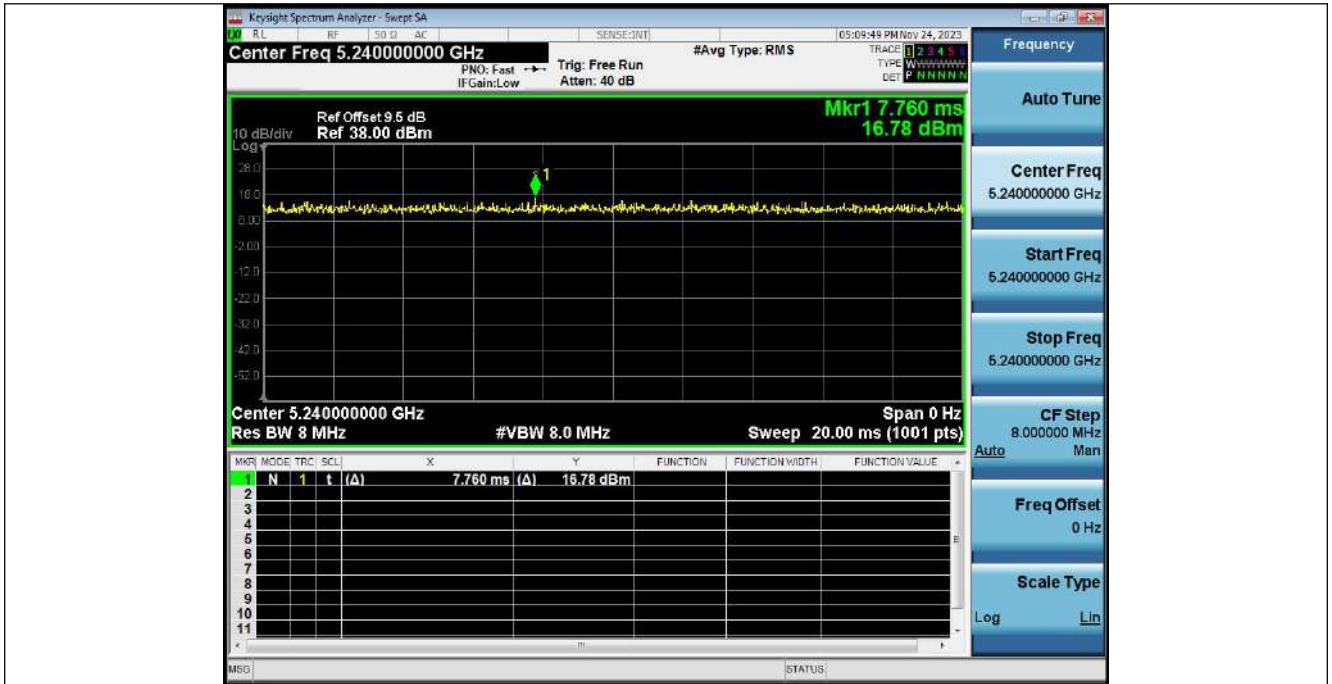 Keysight Spectrum Analyzer - Swept SA
RL RF 50 Ω AC SENSE:INT 05:09:49 PM Nov 24, 2023
Center Freq 5.240000000 GHz #Avg Type: RMS TRACE 1 2 3 4 5 6
PNO: Fast Trig: Free Run TYPE W
IFGain:Low Atten: 40 dB DET P N N N N N
Frequency
Auto Tune
Center Freq
5.240000000 GHz
Start Freq
5.240000000 GHz
Stop Freq
5.240000000 GHz
CF Step
8.000000 MHz
Auto Man
Freq Offset
0 Hz
Scale Type
Log Lin
Mkr1 7.760 ms
16.78 dBm
Ref Offset 9.5 dB
10 dB/div Ref 38.00 dBm
Log
28.0
1
18.0
8.00
-2.00
-12.0
-22.0
-32.0
-42.0
-52.0
Center 5.240000000 GHz Span 0 Hz
Res BW 8 MHz #VBW 8.0 MHz Sweep 20.00 ms (1001 pts)
MKR MODE TRC SCL X Y FUNCTION FUNCTION WIDTH FUNCTION VALUE
1 N 1 t (Δ) 7.760 ms (Δ) 16.78 dBm
2
3
4
5
6
7
8
9
10
11
MSG STATUS